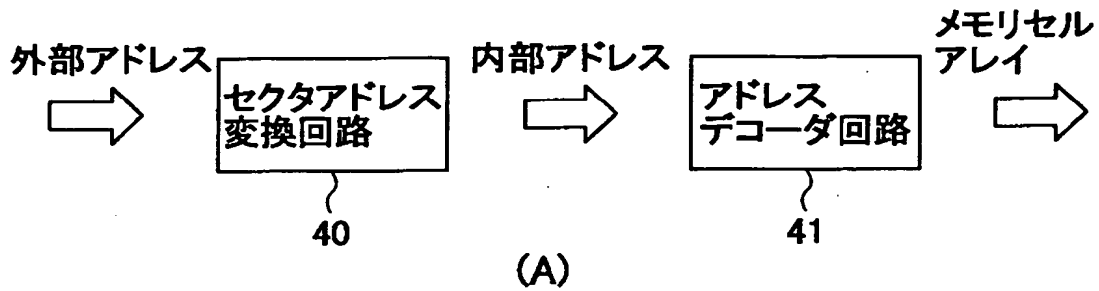 外部アドレス
セクタアドレス
変換回路
40
内部アドレス
アドレス
デコーダ回路
41
メモリセル
アレイ
(A)